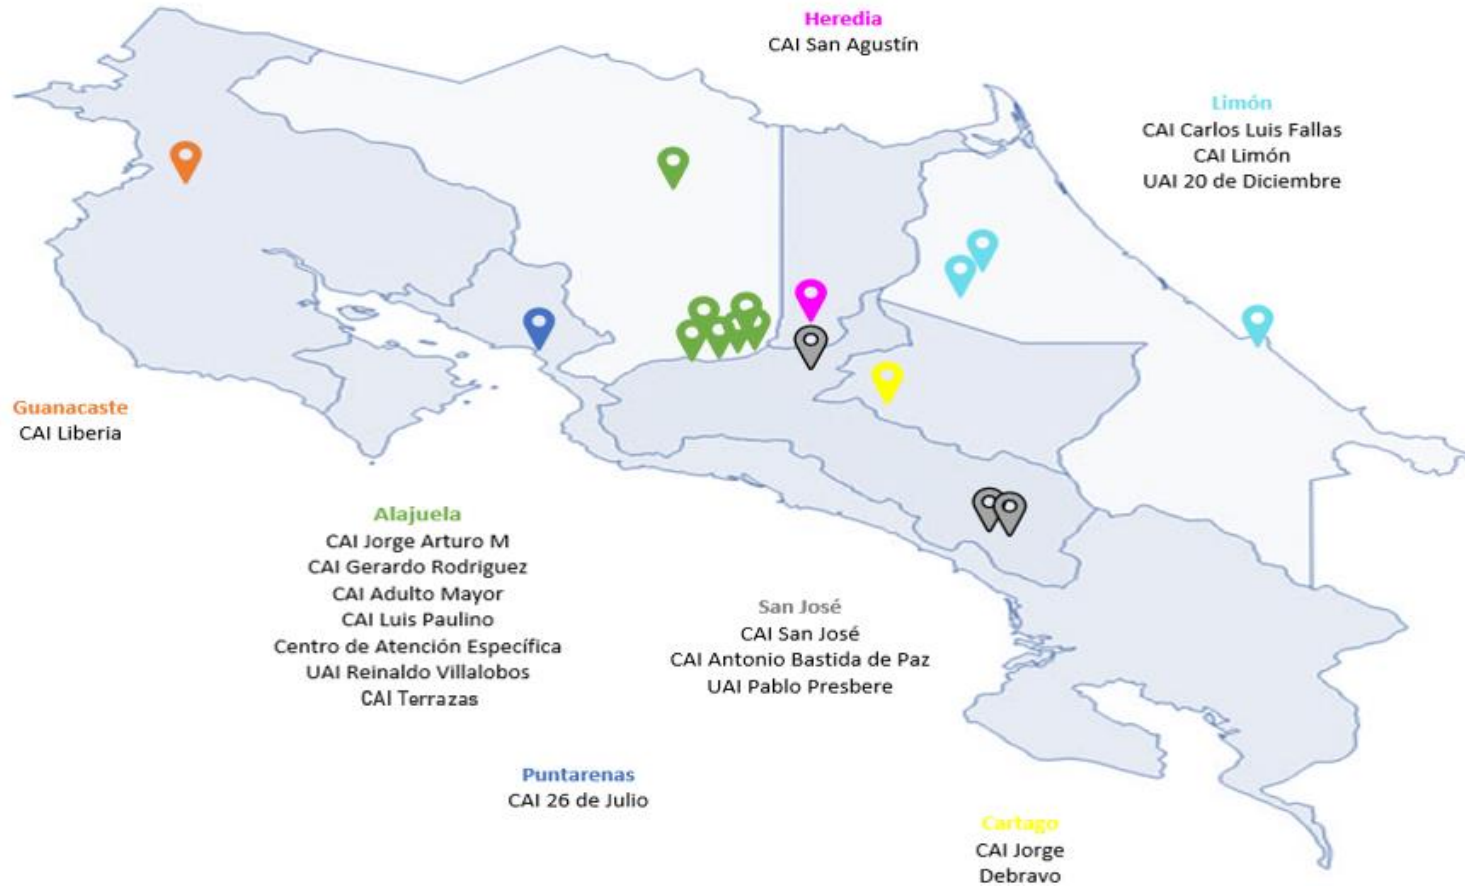 Heredia
CAI San Agustín
Limón
CAI Carlos Luis Fallas
CAI Limón
UAI 20 de Diciembre
Guanacaste
CAI Liberia
Alajuela
CAI Jorge Arturo M
CAI Gerardo Rodriguez
CAI Adulto Mayor
CAI Luis Paulino
Centro de Atención Específica
UAI Reinaldo Villalobos
CAI Terrazas
San José
CAI San José
CAI Antonio Bastida de Paz
UAI Pablo Presbere
Puntarenas
CAI 26 de Julio
Cartago
CAI Jorge
Debravo